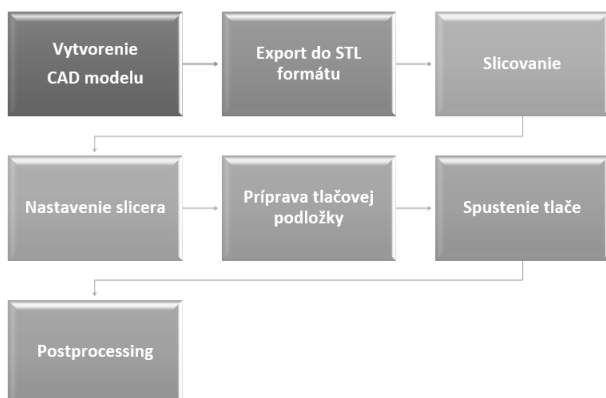 Vytvorenie
CAD modelu
Export do STL
formátu
Slicovanie
Nastavenie slicera
Príprava tlačovej
podložky
Spustenie tlače
Postprocessing